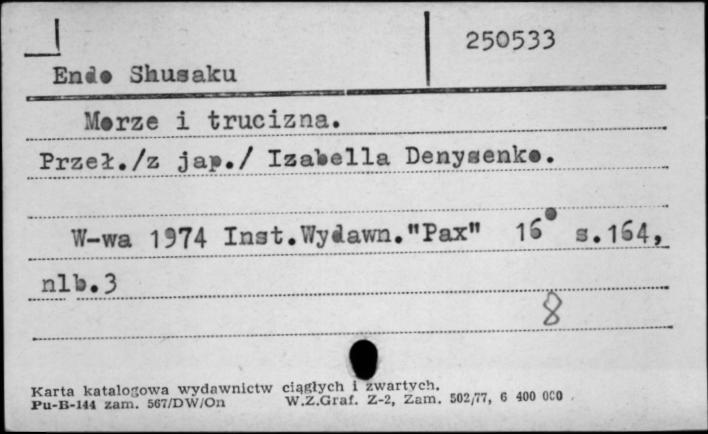 250533
Endo Shusaku
Morze i trucizna.
Przeł./z jap./ Izabella Denysenko.
W-wa 1974 Inst.Wydawn."Pax" 16° s.164,
nlb.3
8
Karta katalogowa wydawnictw ciągłych i zwartych.
Pu-B-144 zam. 567/DW/On W.Z.Graf. Z-2, Zam. 502/77, 6 400 000